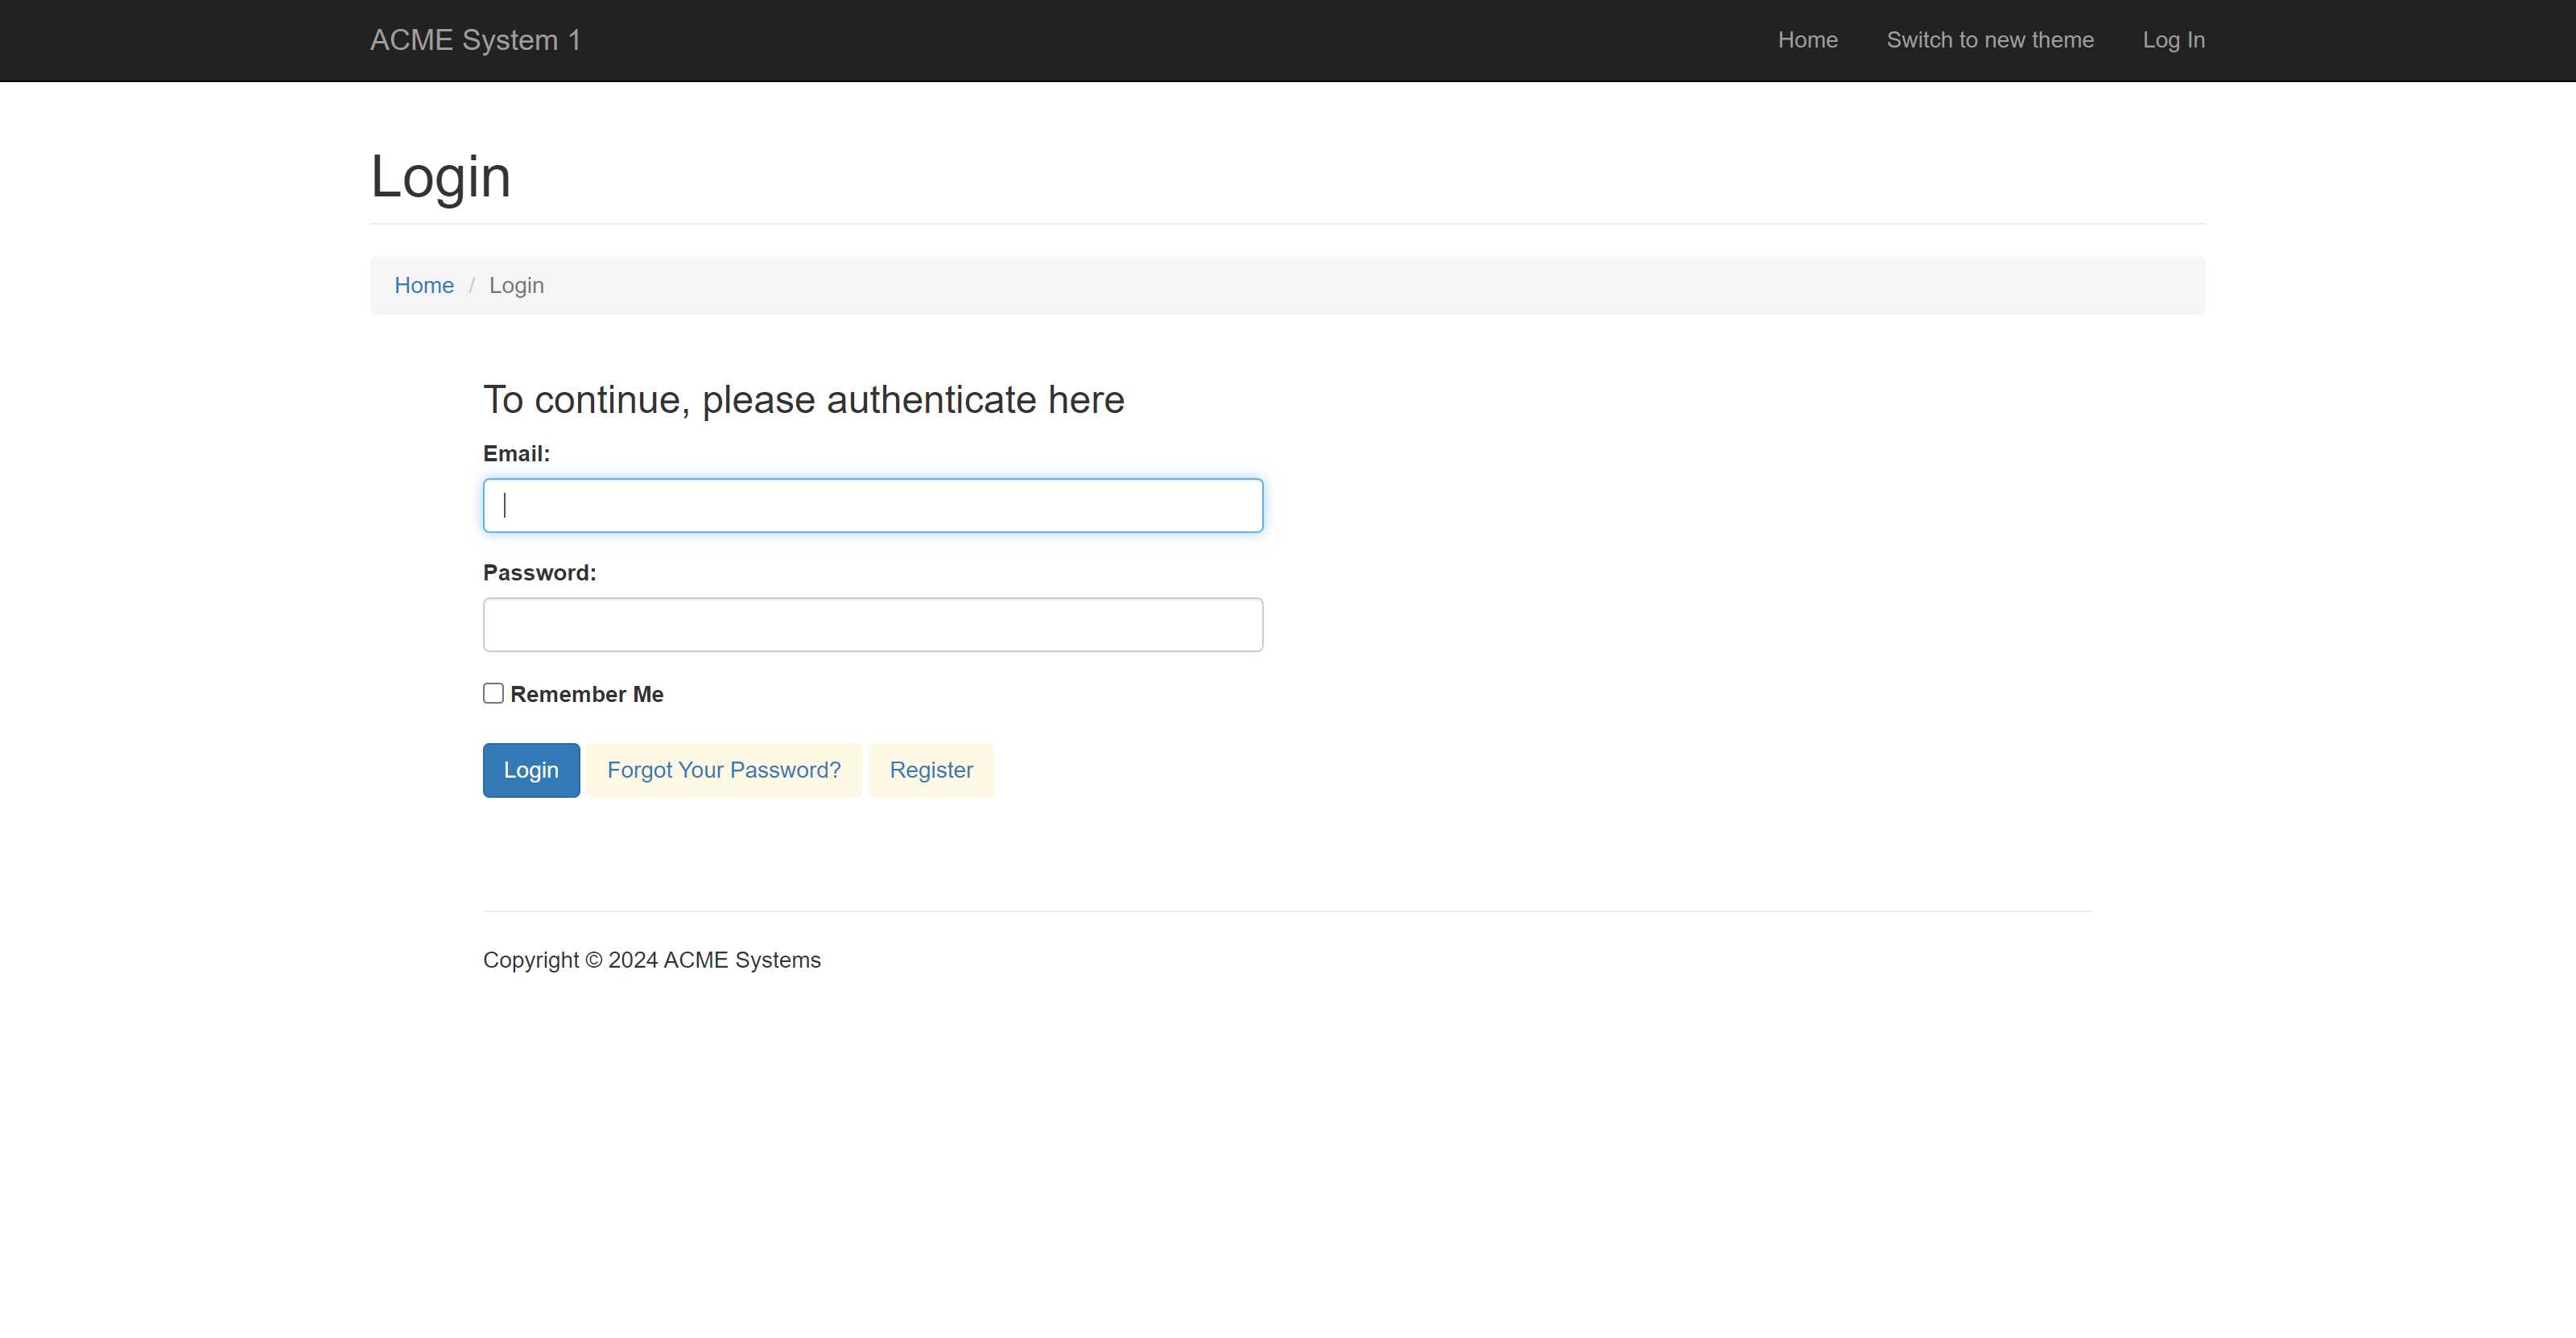 ACME System 1 Home Switch to new theme Log In
Login
Home / Login
To continue, please authenticate here
Email:
Password:
Remember Me
Login Forgot Your Password? Register
Copyright © 2024 ACME Systems